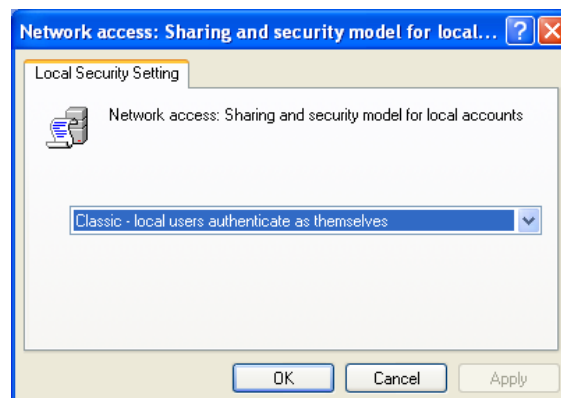 Network access: Sharing and security model for local...
Local Security Setting
Network access: Sharing and security model for local accounts
Classic - local users authenticate as themselves
OK Cancel Apply